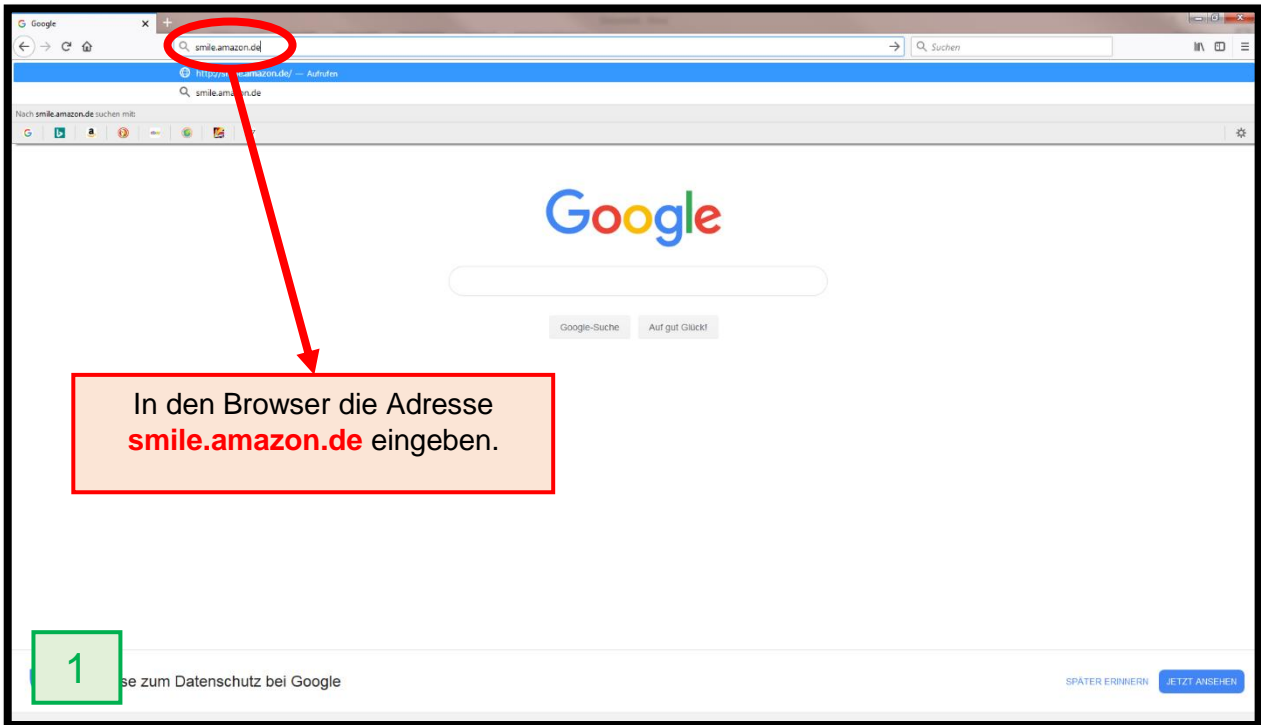 G Google
smile.amazon.de
Suchen
amazon.de/ — Aufrufen
smile.amazon.de
Nach smile.amazon.de suchen mit:
Google
Google-Suche Auf gut Glück!
In den Browser die Adresse
smile.amazon.de eingeben.
1
se zum Datenschutz bei Google
SPÄTER ERINNERN JETZT ANSEHEN